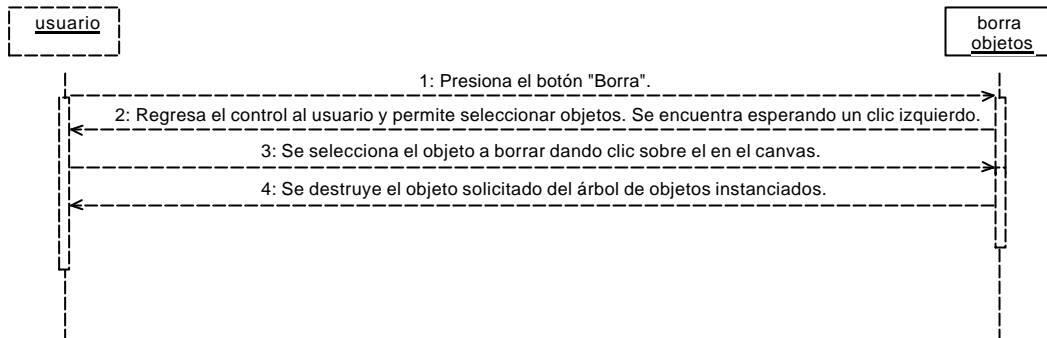 usuario
borra
objetos
1: Presiona el botón "Borra".
2: Regresa el control al usuario y permite seleccionar objetos. Se encuentra esperando un clic izquierdo.
3: Se selecciona el objeto a borrar dando clic sobre el en el canvas.
4: Se destruye el objeto solicitado del árbol de objetos instanciados.